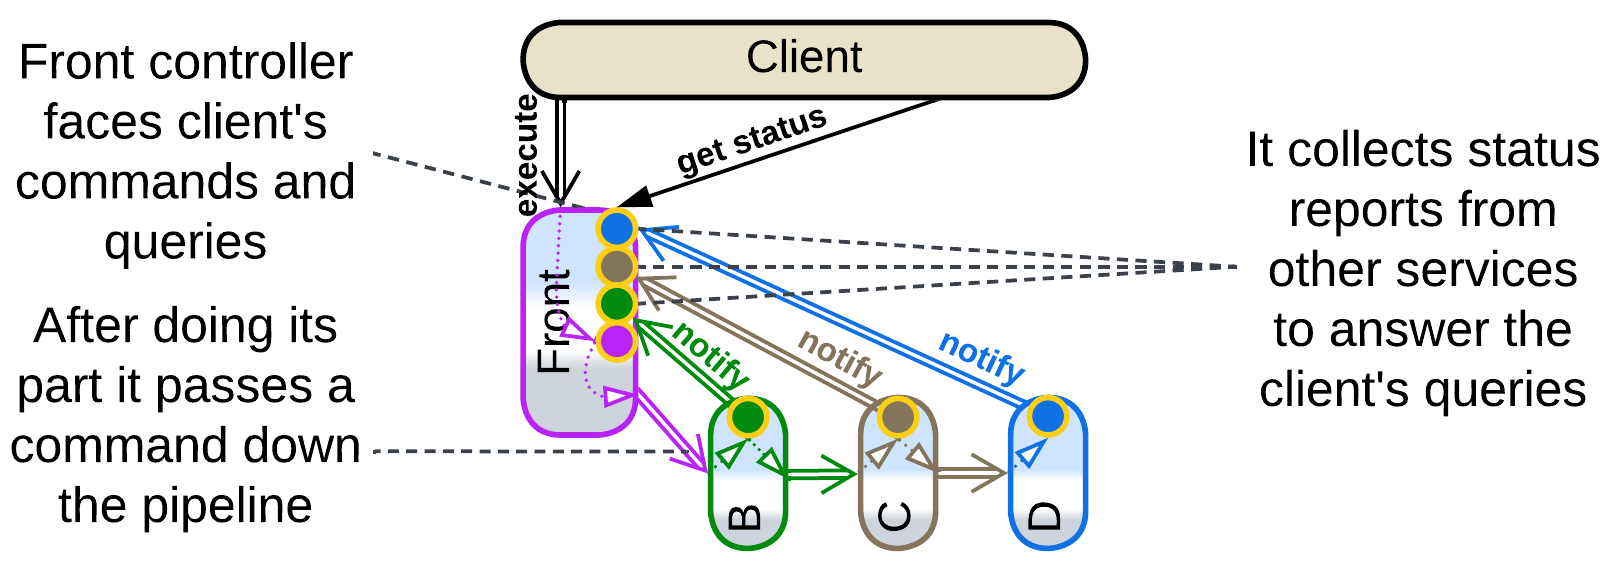 Client
Front controller
faces client's
commands and
queries
execute
get status
It collects status
reports from
other services
to answer the
client's queries
Front
After doing its
part it passes a
command down
the pipeline
notify
notify
notify
B
C
D